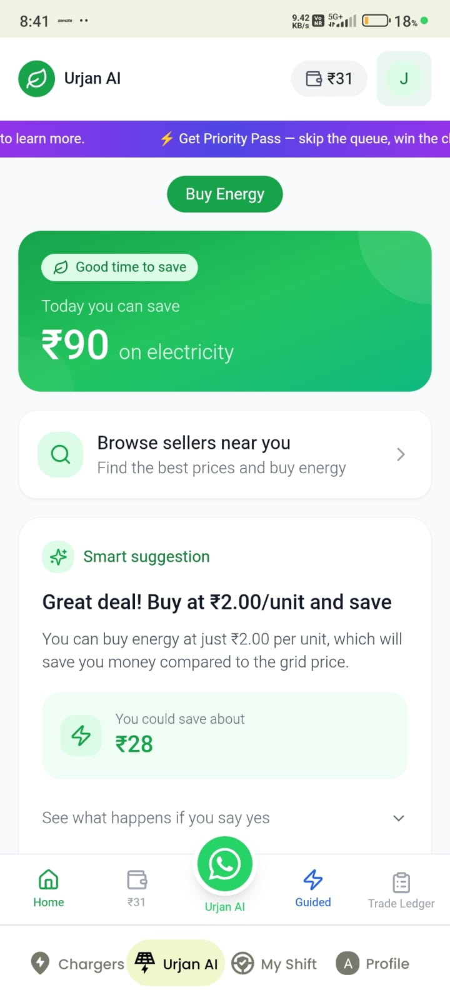 8:41 zomato 9.42 KB/s Vo NR 5G+ 18%
Urjan AI ₹31 J
to learn more. ⚡ Get Priority Pass — skip the queue, win the cl
Buy Energy
Good time to save
Today you can save
₹90 on electricity
Browse sellers near you
Find the best prices and buy energy
Smart suggestion
Great deal! Buy at ₹2.00/unit and save
You can buy energy at just ₹2.00 per unit, which will
save you money compared to the grid price.
You could save about
₹28
See what happens if you say yes
Home ₹31 Urjan AI Guided Trade Ledger
Chargers Urjan AI My Shift A Profile